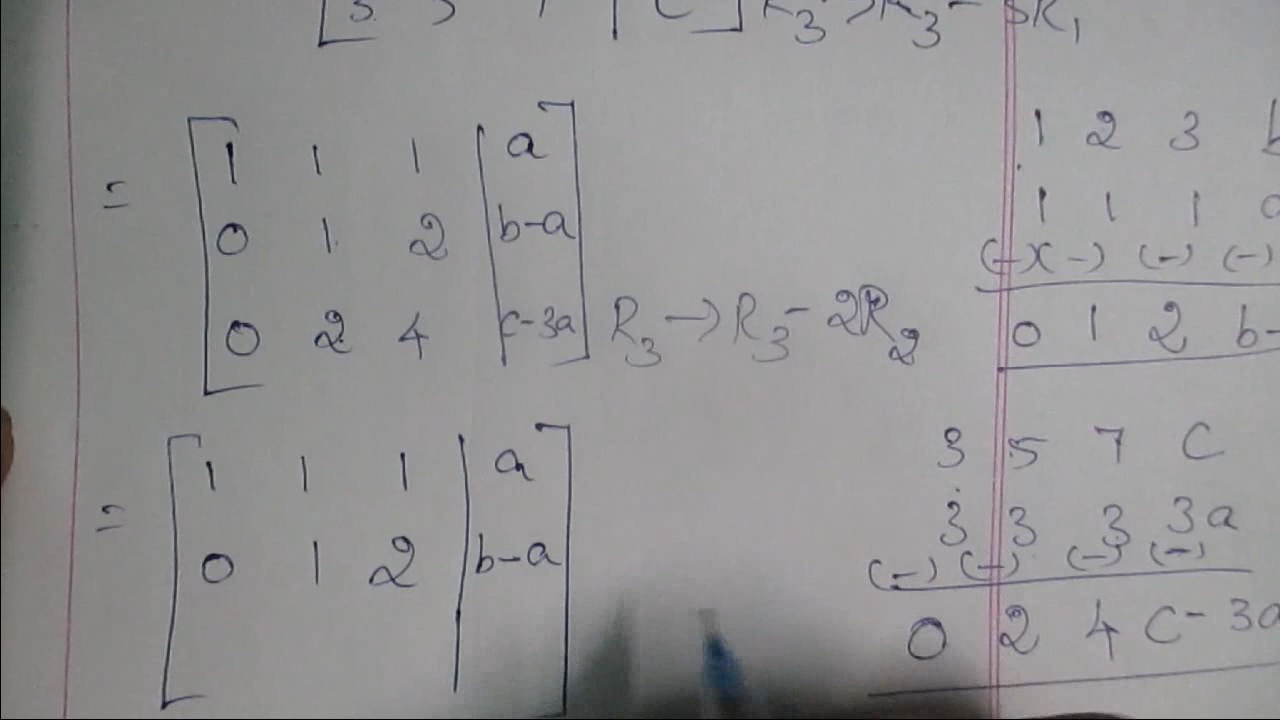 R₃ → R₃ - 3R₁
= [ 1 1 1 | a ]
[ 0 1 2 | b-a ]
[ 0 2 4 | c-3a ] R₃ → R₃ - 2R₂
= [ 1 1 1 | a ]
[ 0 1 2 | b-a ]
1 2 3
1 1 1
(-) (-) (-) (-)
0 1 2 b-
3 5 7 C
3 3 3 3a
(-) (-) (-) (-)
0 2 4 C-3a